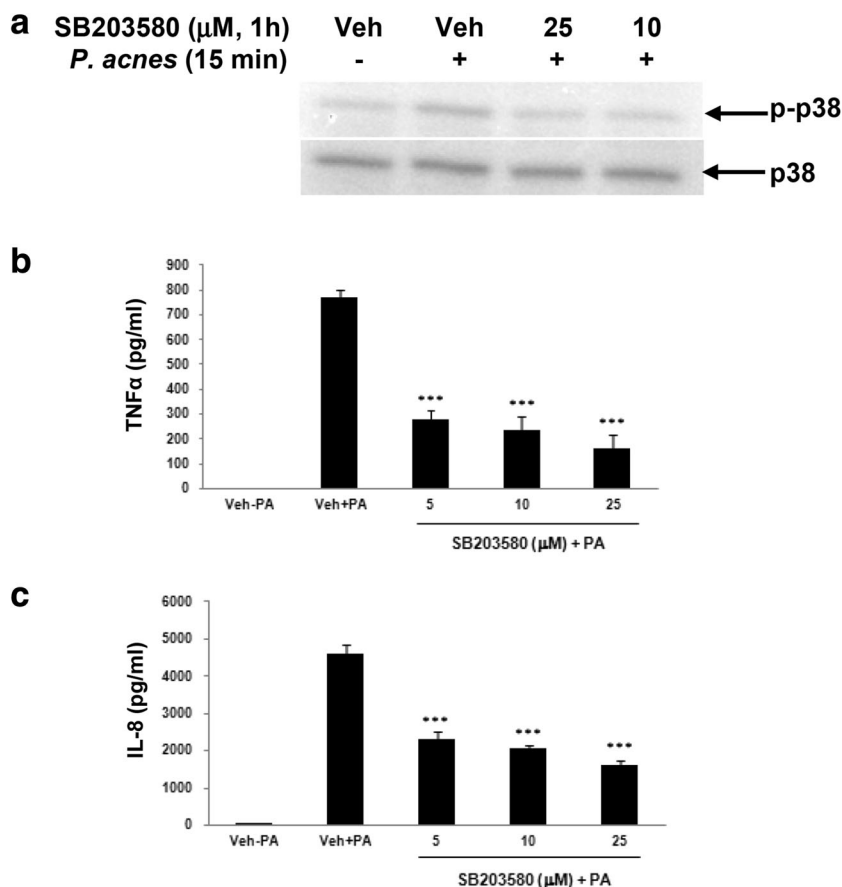 a SB203580 (μM, 1h) Veh Veh 25 10
P. acnes (15 min) - + + +
p-p38
p38
b
900
800
700
600
500
400
300
200
100
0
TNFα (pg/ml)
*** *** ***
Veh-PA Veh+PA 5 10 25
SB203580 (μM) + PA
c
6000
5000
4000
3000
2000
1000
0
IL-8 (pg/ml)
*** *** ***
Veh-PA Veh+PA 5 10 25
SB203580 (μM) + PA